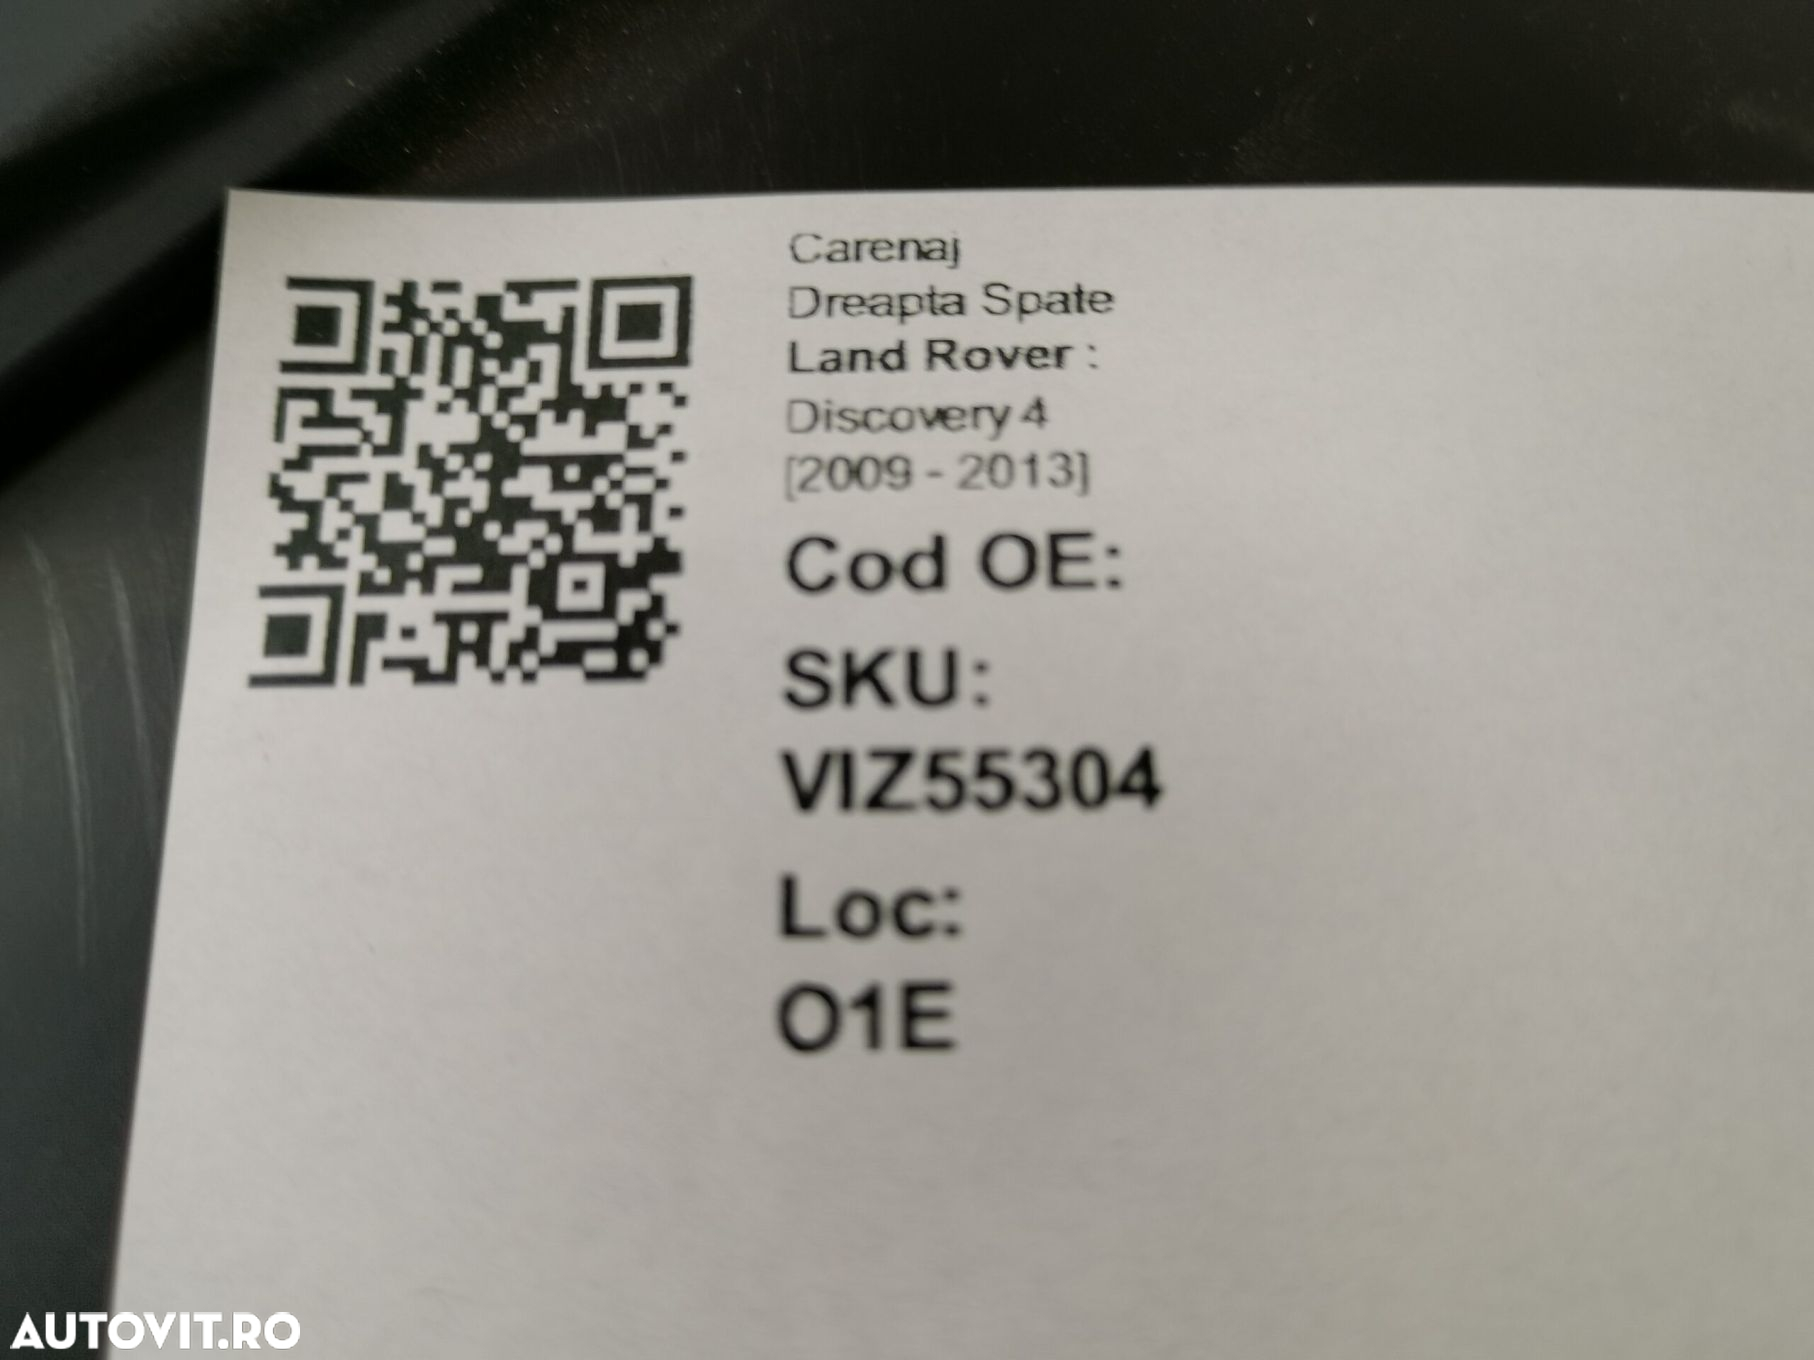 Carenaj
Dreapta Spate
Land Rover :
Discovery 4
[2009 - 2013]
Cod OE:
SKU:
VIZ55304
Loc:
O1E
AUTOVIT.RO